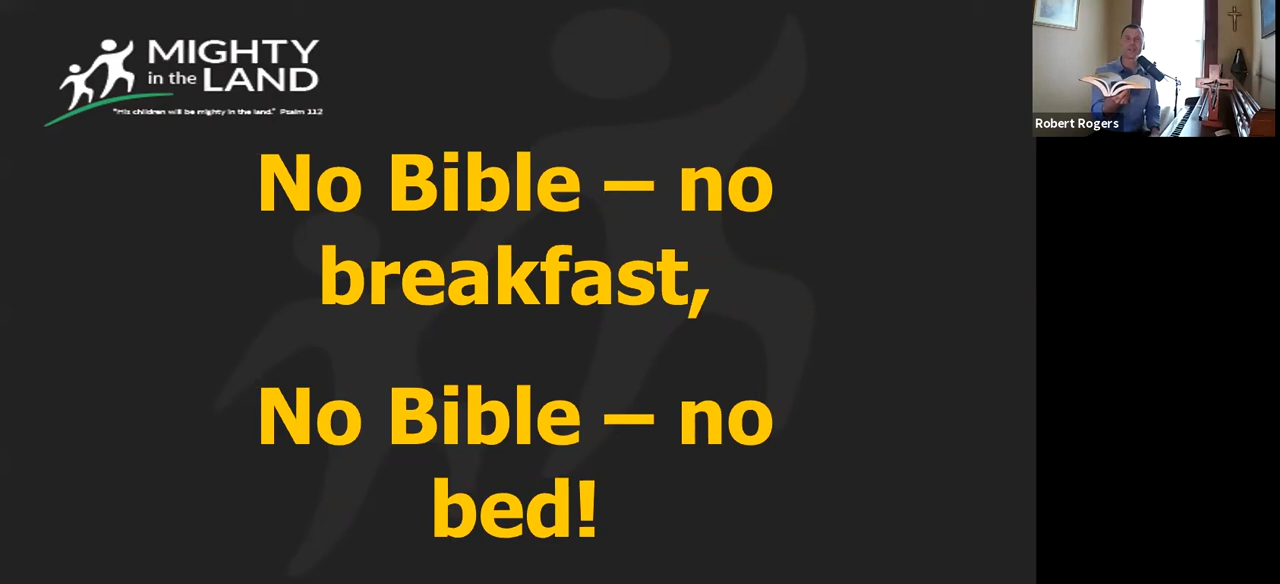 MIGHTY
in the LAND
"His children will be mighty in the land." Psalm 112
No Bible – no
breakfast,
No Bible – no
bed!
Robert Rogers